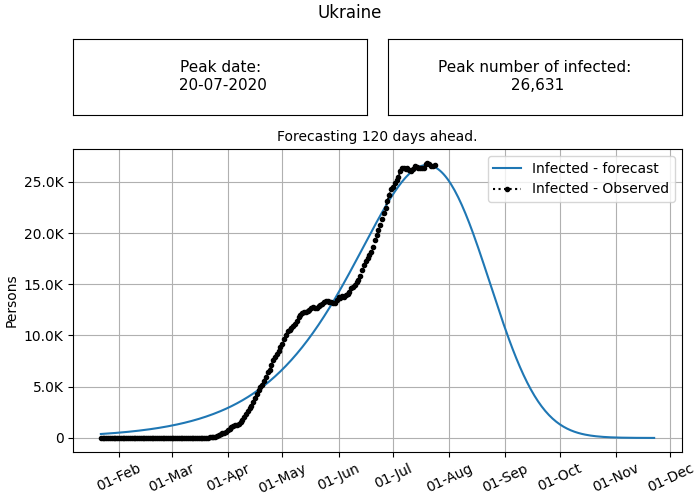 Ukraine
Peak date:
20-07-2020
Peak number of infected:
26,631
Forecasting 120 days ahead.
Infected - forecast
Infected - Observed
Persons
25.0K
20.0K
15.0K
10.0K
5.0K
0
01-Feb
01-Mar
01-Apr
01-May
01-Jun
01-Jul
01-Aug
01-Sep
01-Oct
01-Nov
01-Dec